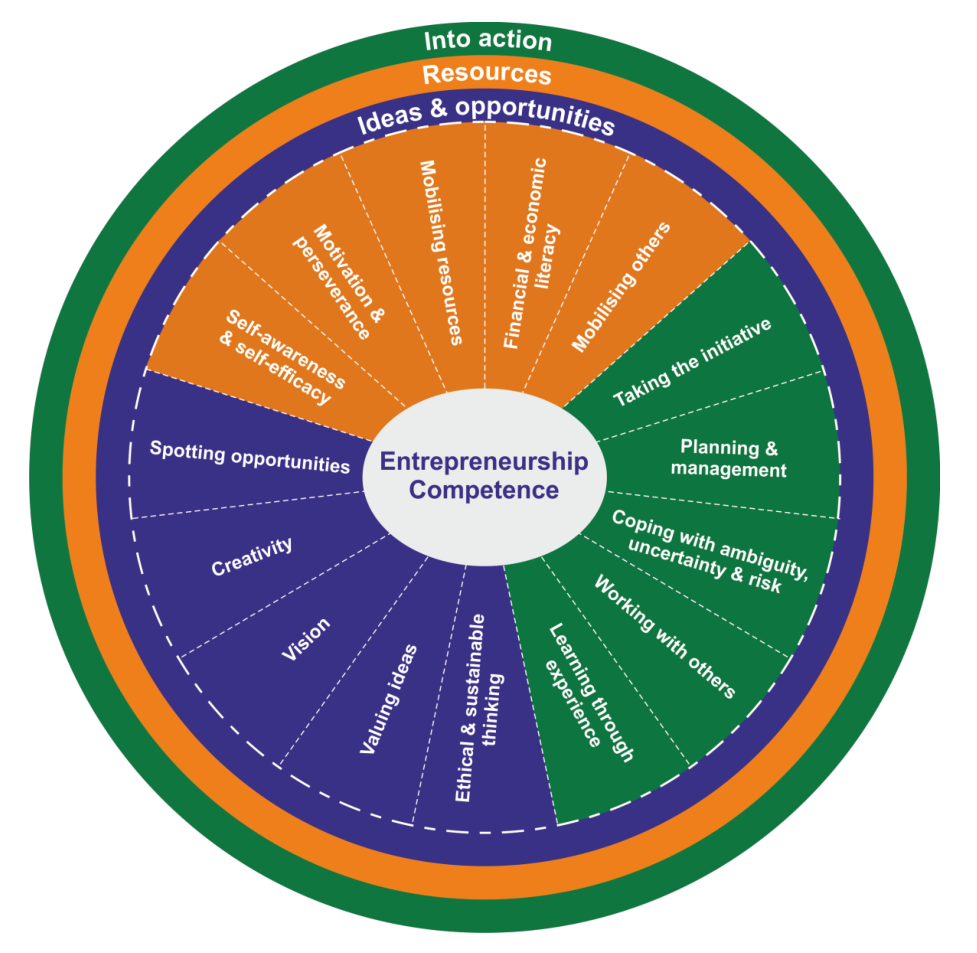 Into action
Resources
Ideas & opportunities
Mobilising resources
Financial & economic
literacy
Mobilising others
Taking the initiative
Planning &
management
Coping with ambiguity,
uncertainty & risk
Working with others
Learning through
experience
Ethical & sustainable
thinking
Valuing ideas
Vision
Creativity
Spotting opportunities
Self-awareness
& self-efficacy
Motivation &
perseverance
Entrepreneurship
Competence